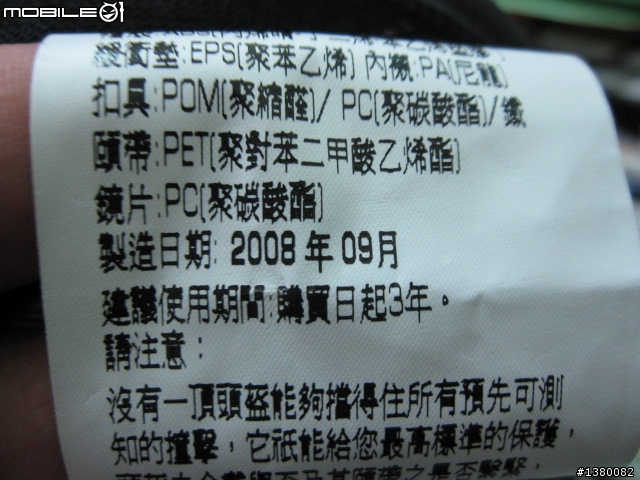 MOBILE01
緩衝墊:EPS(聚苯乙烯) 內襯:PA(尼龍)
扣具:POM(聚縮醛)/ PC(聚碳酸酯)/鐵
頤帶:PET(聚對苯二甲酸乙烯酯)
鏡片:PC(聚碳酸酯)
製造日期: 2008 年 09月
建議使用期間:購買日起3年。
請注意：
沒有一頂頭盔能夠擋得住所有預先可測
知的撞擊，它祇能給您最高標準的保護，
#1380082